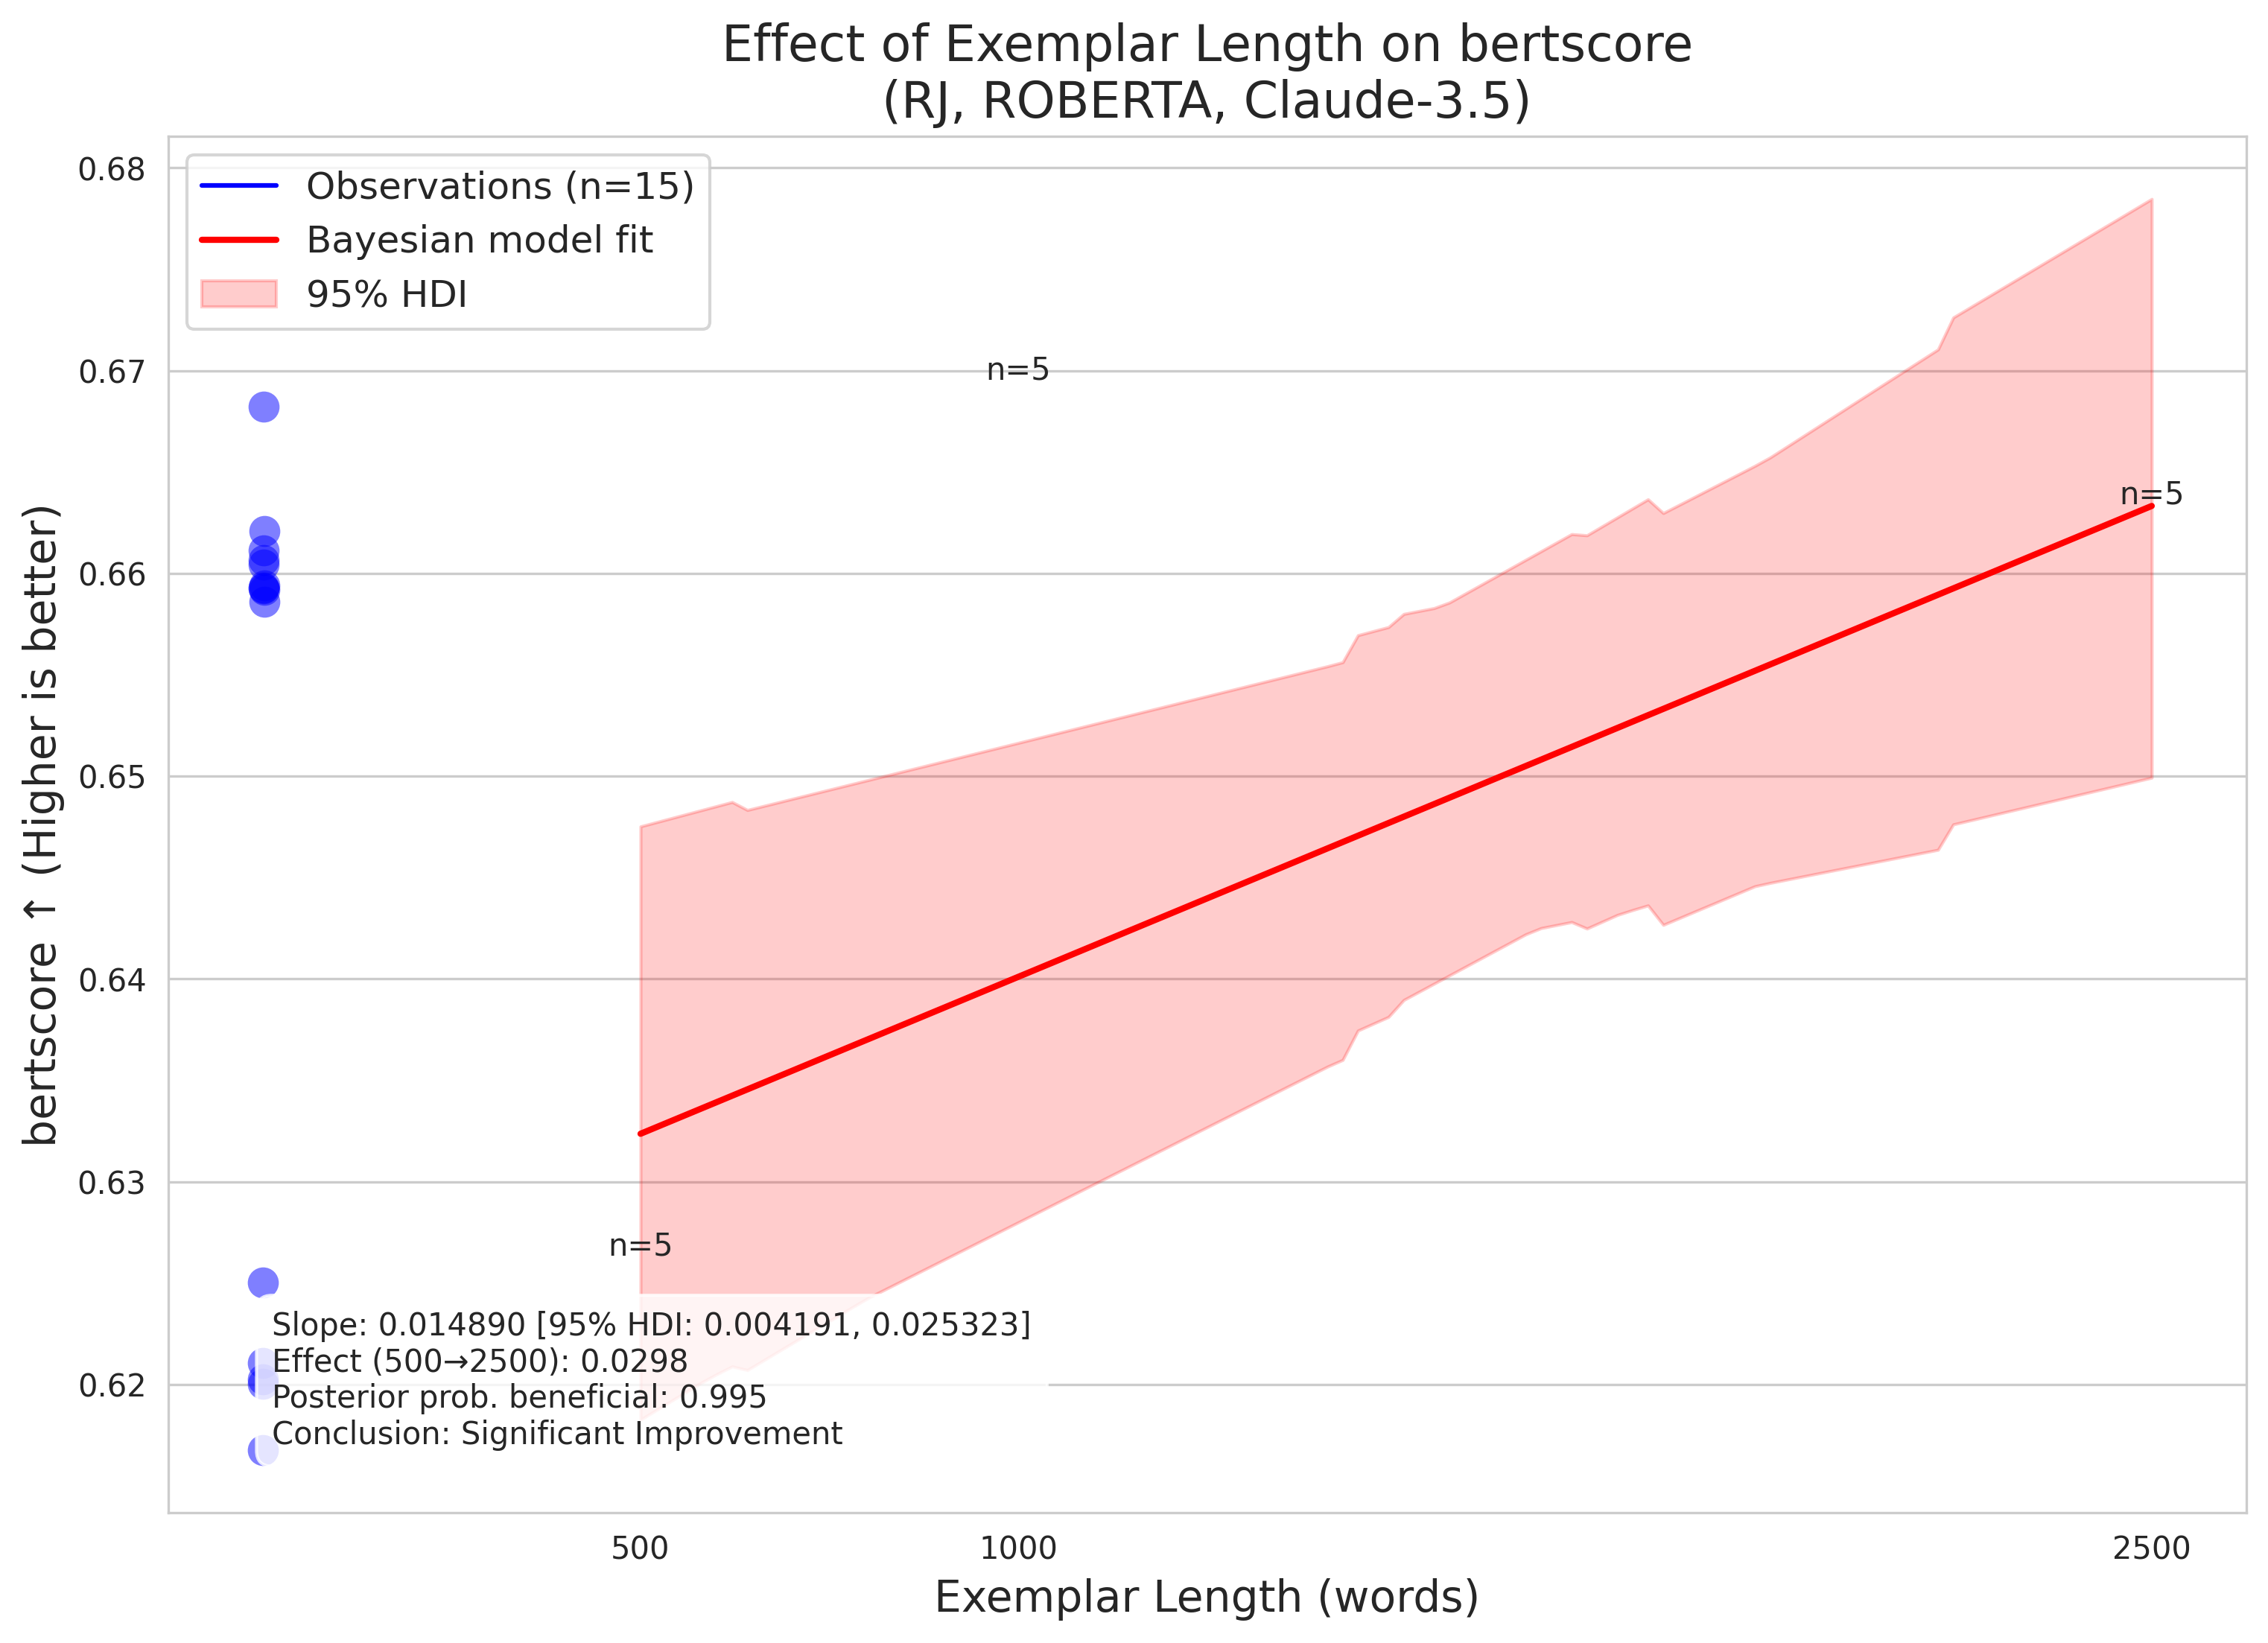 Effect of Exemplar Length on bertscore
(RJ, ROBERTA, Claude-3.5)
Observations (n=15)
Bayesian model fit
95% HDI
bertscore ↑ (Higher is better)
0.68
0.67
0.66
0.65
0.64
0.63
0.62
n=5
n=5
n=5
Slope: 0.014890 [95% HDI: 0.004191, 0.025323]
Effect (500→2500): 0.0298
Posterior prob. beneficial: 0.995
Conclusion: Significant Improvement
500
1000
2500
Exemplar Length (words)